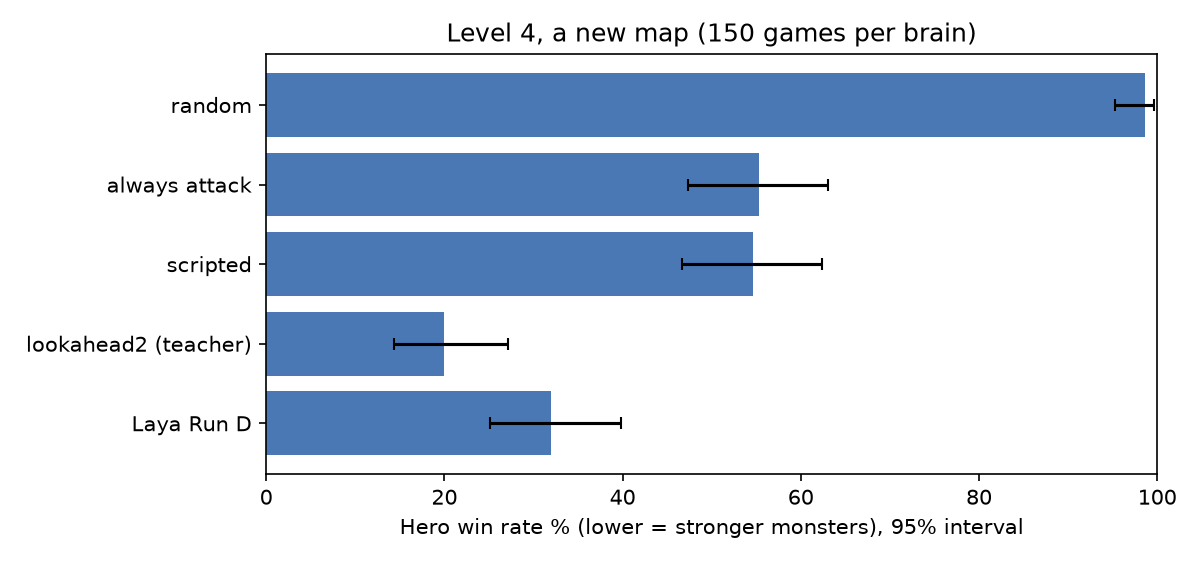 Level 4, a new map (150 games per brain)
random
always attack
scripted
lookahead2 (teacher)
Laya Run D
0 20 40 60 80 100
Hero win rate % (lower = stronger monsters), 95% interval